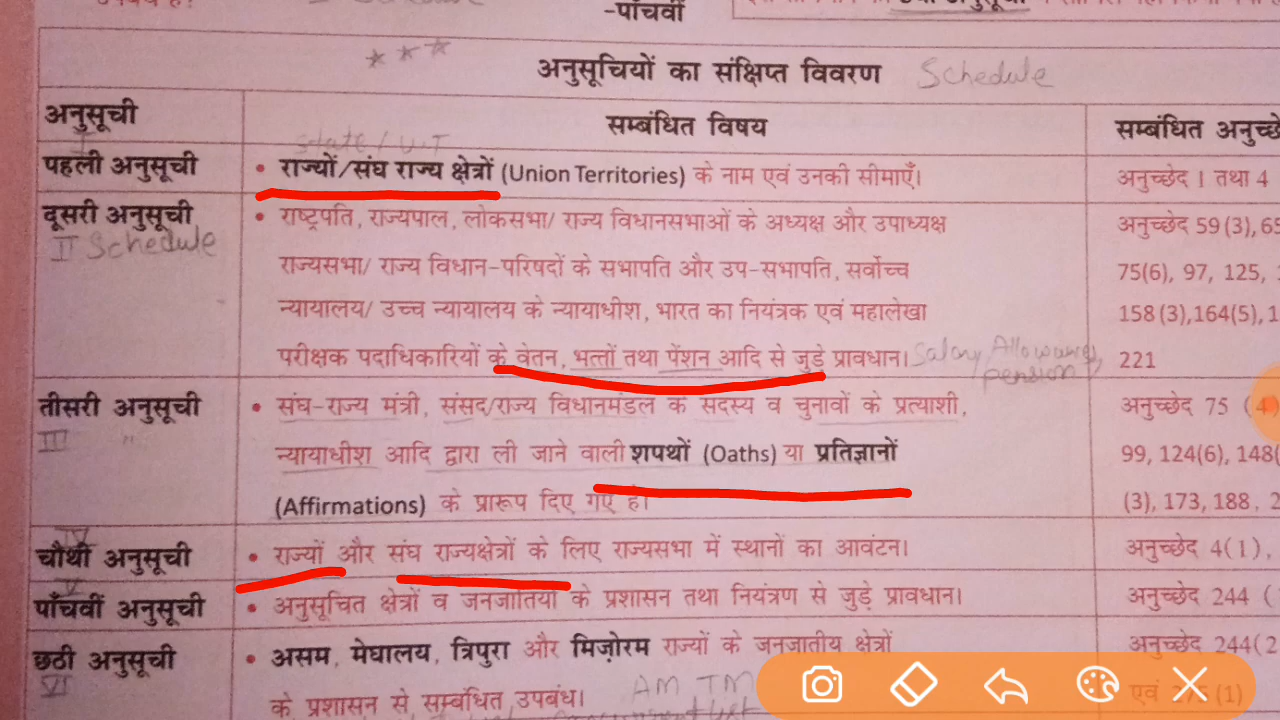 -पाँचवीं
अनुसूचियों का संक्षिप्त विवरण Schedule
अनुसूची सम्बंधित विषय सम्बंधित अनुच्छे
State / U.T
पहली अनुसूची • राज्यों/संघ राज्य क्षेत्रों (Union Territories) के नाम एवं उनकी सीमाएँ। अनुच्छेद 1 तथा 4
दूसरी अनुसूची • राष्ट्रपति, राज्यपाल, लोकसभा/ राज्य विधानसभाओं के अध्यक्ष और उपाध्यक्ष अनुच्छेद 59 (3), 65
II Schedule राज्यसभा/ राज्य विधान-परिषदों के सभापति और उप-सभापति, सर्वोच्च 75(6), 97, 125,
न्यायालय/ उच्च न्यायालय के न्यायाधीश, भारत का नियंत्रक एवं महालेखा 158 (3),164(5), 1
परीक्षक पदाधिकारियों के वेतन, भत्तों तथा पेंशन आदि से जुड़े प्रावधान। Salary, Allowances, 221
pension
तीसरी अनुसूची • संघ-राज्य मंत्री, संसद/राज्य विधानमंडल के सदस्य व चुनावों के प्रत्याशी, अनुच्छेद 75 (4)
III " न्यायाधीश आदि द्वारा ली जाने वाली शपथों (Oaths) या प्रतिज्ञानों 99, 124(6), 148(
(Affirmations) के प्रारूप दिए गए हैं। (3), 173, 188, 2
IV
चौथी अनुसूची • राज्यों और संघ राज्यक्षेत्रों के लिए राज्यसभा में स्थानों का आवंटन। अनुच्छेद 4(1),
V
पाँचवीं अनुसूची • अनुसूचित क्षेत्रों व जनजातियों के प्रशासन तथा नियंत्रण से जुड़े प्रावधान। अनुच्छेद 244 (
छठी अनुसूची • असम, मेघालय, त्रिपुरा और मिज़ोरम राज्यों के जनजातीय क्षेत्रों अनुच्छेद 244(2
VI के प्रशासन से सम्बंधित उपबंध। AM TM एवं 275 (1)